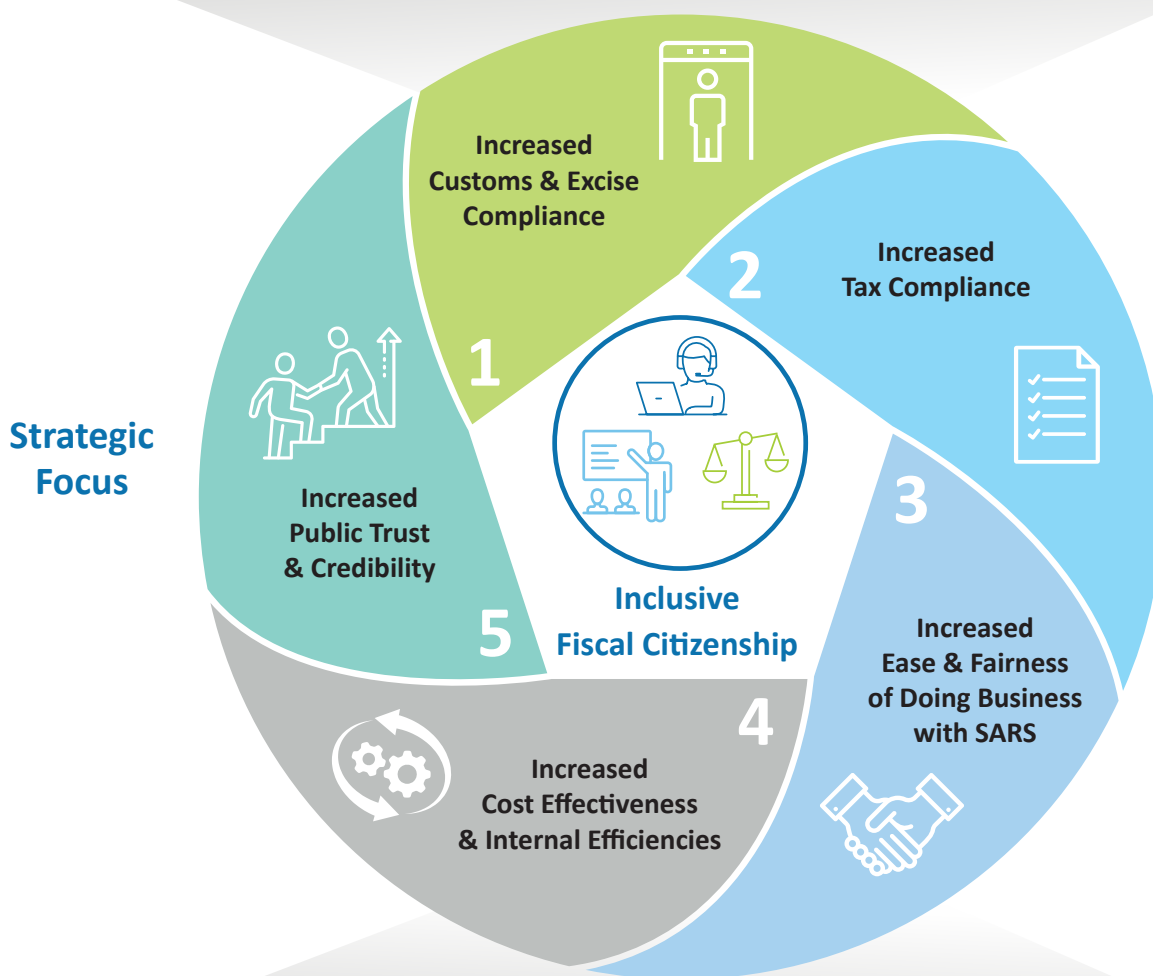 Strategic
Focus
1
Increased
Customs & Excise
Compliance
2
Increased
Tax Compliance
3
Increased
Ease & Fairness
of Doing Business
with SARS
4
Increased
Cost Effectiveness
& Internal Efficiencies
5
Increased
Public Trust
& Credibility
Inclusive
Fiscal Citizenship